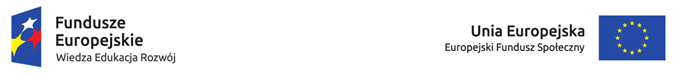 Fundusze
Europejskie
Wiedza Edukacja Rozwój
Unia Europejska
Europejski Fundusz Społeczny